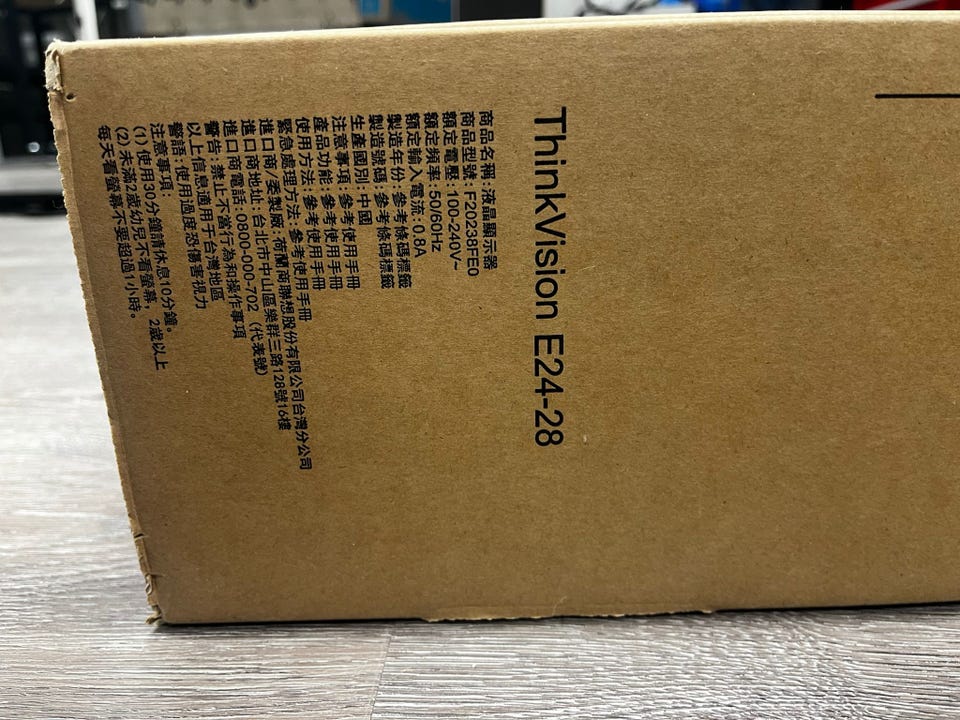 ThinkVision E24-28
商品名稱：液晶顯示器
商品型號：F20238FE0
額定電壓：100-240V~
額定頻率：50/60Hz
額定輸入電流：0.8A
製造年份：參考條碼標籤
製造號碼：參考條碼標籤
生產國別：中國
注意事項：參考使用手冊
產品功能：參考使用手冊
使用方法：參考使用手冊
緊急處理方法：參考使用手冊
進口商/委製廠：荷蘭商聯想股份有限公司台灣分公司
進口商地址：台北市中山區樂群三路128號16樓
進口商電話：0800-000-702 (代表號)
警告：禁止不當行為和操作事項
以上信息適用于台灣地區
警語：使用過度恐傷害視力
注意事項：
(1)使用30分鐘請休息10分鐘。
(2)未滿2歲幼兒不看螢幕，2歲以上
每天看螢幕不要超過1小時。